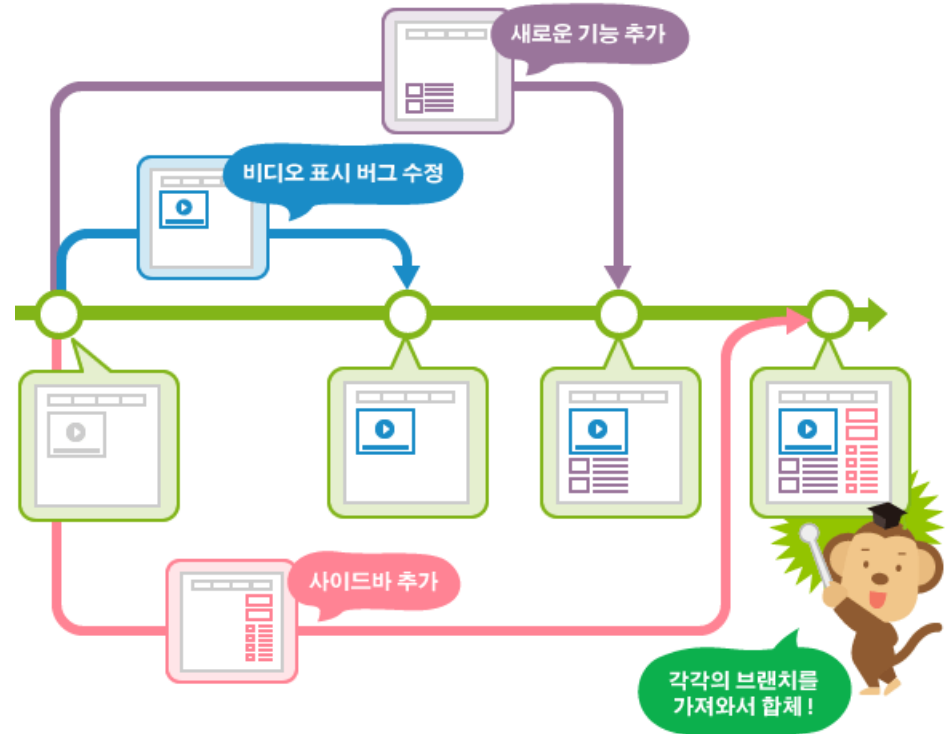 새로운 기능 추가
비디오 표시 버그 수정
사이드바 추가
각각의 브랜치를
가져와서 합체 !